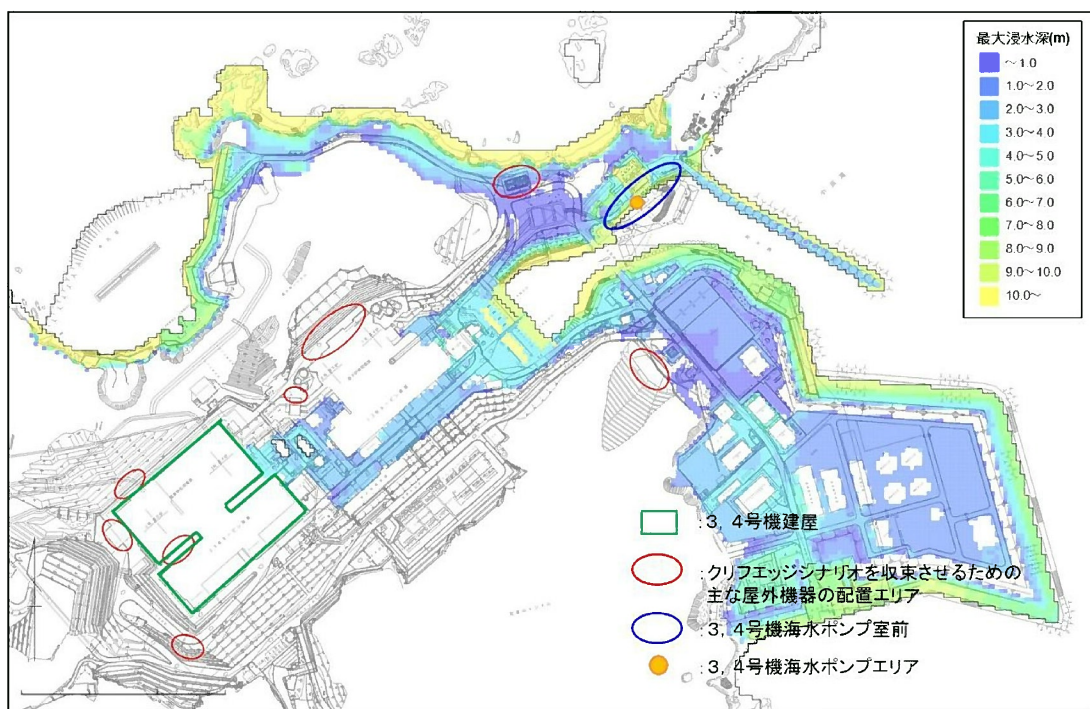 最大浸水深(m)
～1.0
1.0～2.0
2.0～3.0
3.0～4.0
4.0～5.0
5.0～6.0
6.0～7.0
7.0～8.0
8.0～9.0
9.0～10.0
10.0～
:3, 4号機建屋
:クリフエッジシナリオを収束させるための
主な屋外機器の配置エリア
:3, 4号機海水ポンプ室前
:3, 4号機海水ポンプエリア